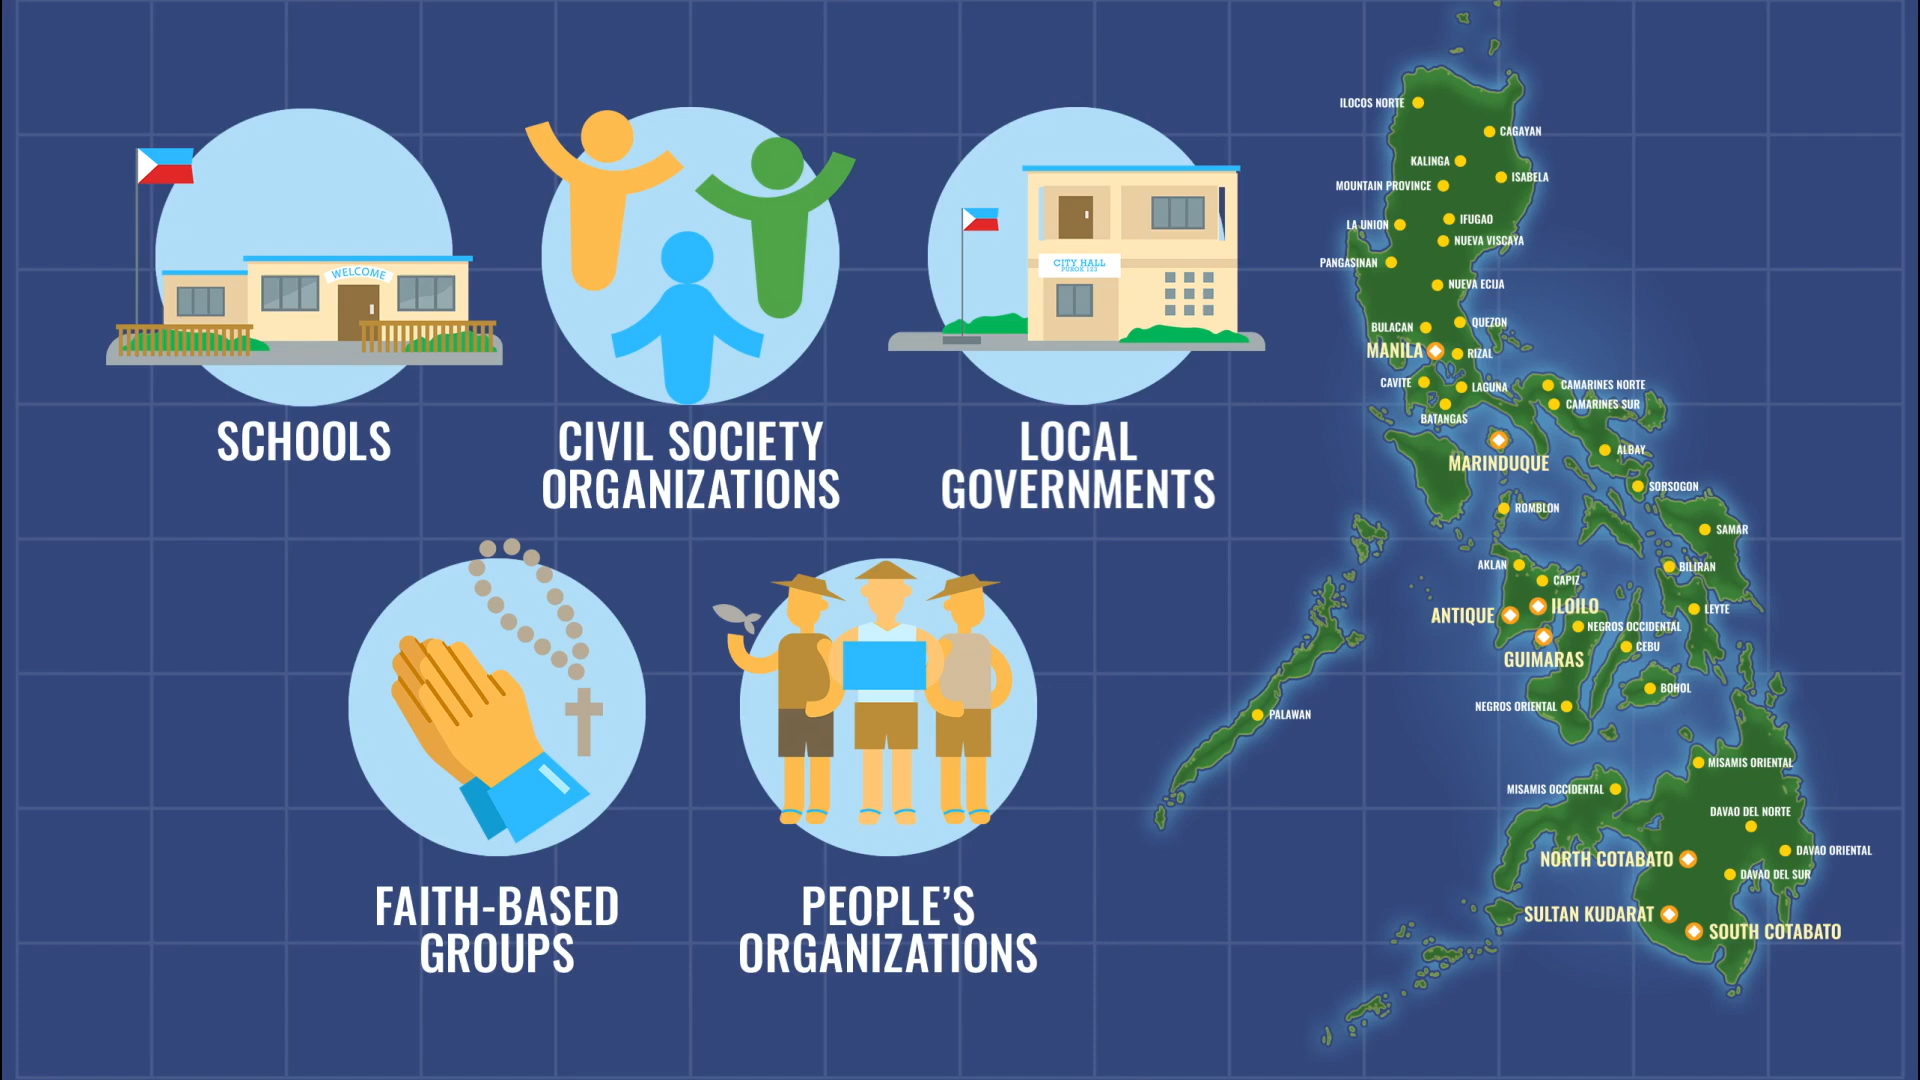 WELCOME
CITY HALL
PUROK 123
SCHOOLS
CIVIL SOCIETY
ORGANIZATIONS
LOCAL
GOVERNMENTS
FAITH-BASED
GROUPS
PEOPLE'S
ORGANIZATIONS
ILOCOS NORTE
CAGAYAN
KALINGA
ISABELA
MOUNTAIN PROVINCE
IFUGAO
LA UNION
NUEVA VISCAYA
PANGASINAN
NUEVA ECIJA
QUEZON
BULACAN
MANILA
RIZAL
CAVITE
LAGUNA
CAMARINES NORTE
CAMARINES SUR
BATANGAS
ALBAY
MARINDUQUE
SORSOGON
ROMBLON
SAMAR
AKLAN
BILIRAN
CAPIZ
ILOILO
LEYTE
ANTIQUE
NEGROS OCCIDENTAL
CEBU
GUIMARAS
BOHOL
NEGROS ORIENTAL
PALAWAN
MISAMIS ORIENTAL
MISAMIS OCCIDENTAL
DAVAO DEL NORTE
DAVAO ORIENTAL
NORTH COTABATO
DAVAO DEL SUR
SULTAN KUDARAT
SOUTH COTABATO